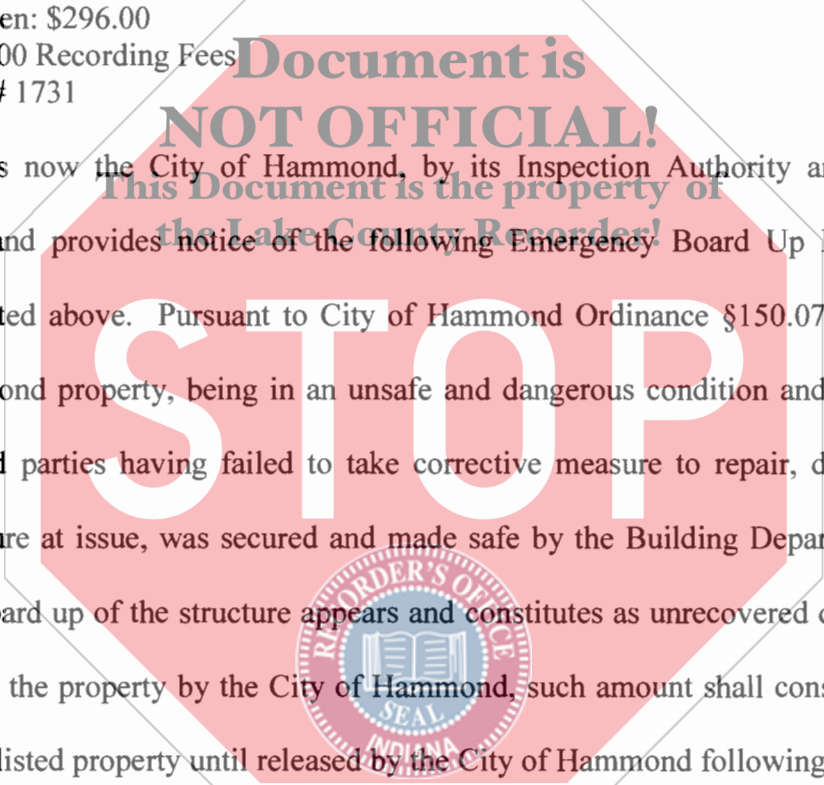 en: $296.00
00 Recording Fees
# 1731
Document is
NOT OFFICIAL!
This Document is the property of
the Lake County Recorder!
s now the City of Hammond, by its Inspection Authority a
nd provides notice of the following Emergency Board Up
ted above. Pursuant to City of Hammond Ordinance §150.07
ond property, being in an unsafe and dangerous condition and
parties having failed to take corrective measure to repair, d
re at issue, was secured and made safe by the Building Depar
ard up of the structure appears and constitutes as unrecovered
the property by the City of Hammond, such amount shall cons
listed property until released by the City of Hammond following
STOP
RECORDER'S OFFICE
SEAL
INDIANA